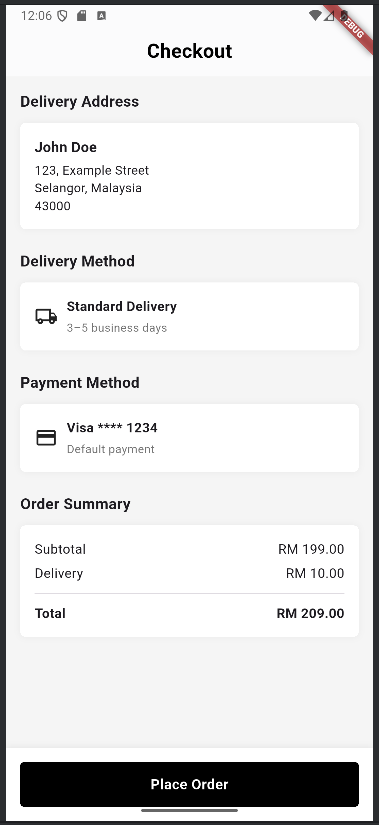 12:06
DEBUG
Checkout
Delivery Address
John Doe
123, Example Street
Selangor, Malaysia
43000
Delivery Method
Standard Delivery
3–5 business days
Payment Method
Visa **** 1234
Default payment
Order Summary
Subtotal RM 199.00
Delivery RM 10.00
Total RM 209.00
Place Order